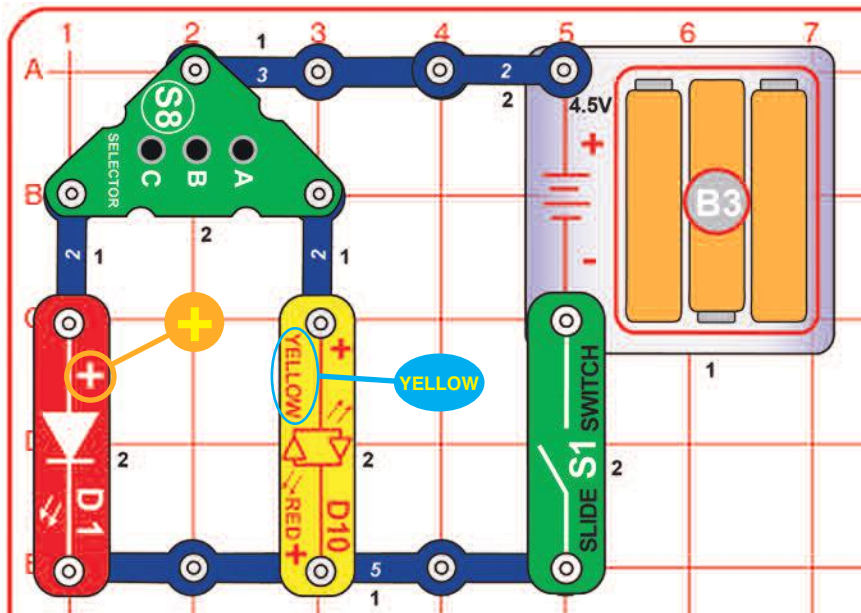 1 2 3 4 5 6 7
A
1
3
2
2
4.5V
S8
SELECTOR
C B A
+
-
B3
B
2
2
1
2
1
C
+
+
YELLOW
+
YELLOW
1
SWITCH
D
2
2
S1
2
SLIDE
D1
RED+
D10
E
5
1